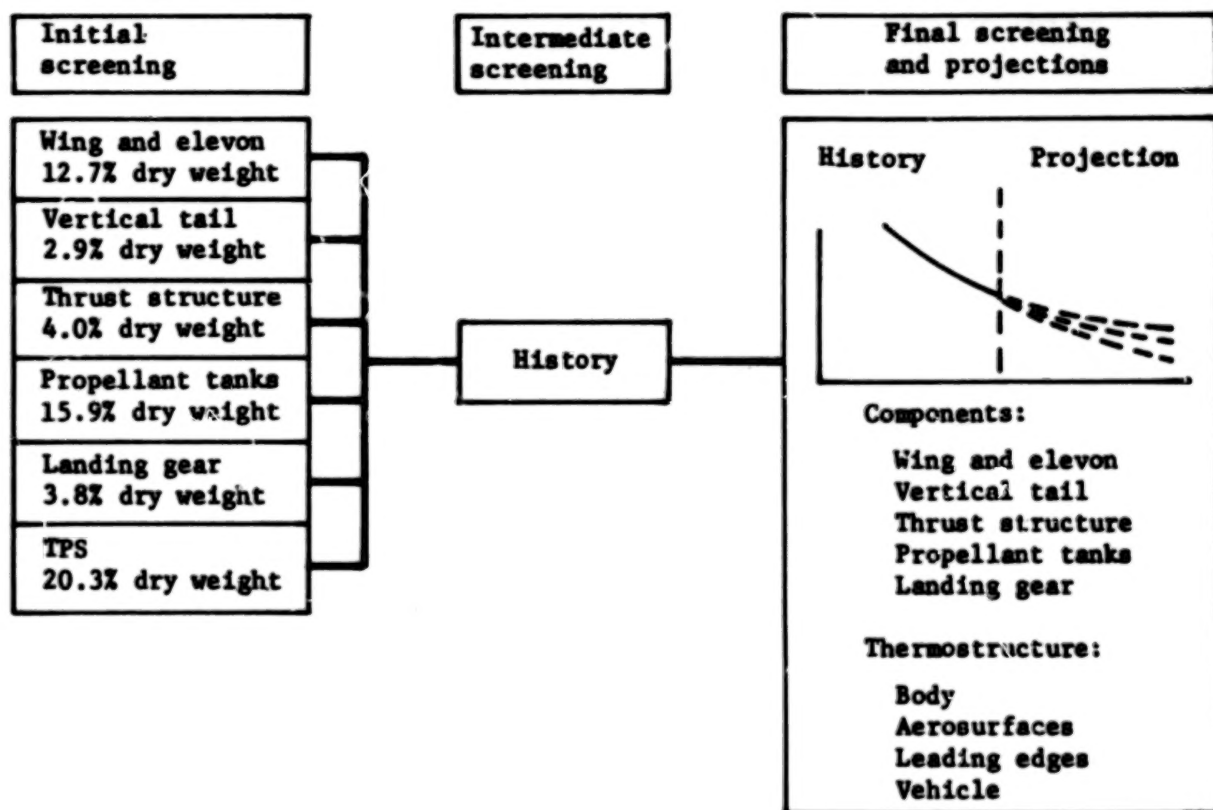 Initial
screening
Intermediate
screening
Final screening
and projections
Wing and elevon
12.7% dry weight
Vertical tail
2.9% dry weight
Thrust structure
4.0% dry weight
Propellant tanks
15.9% dry weight
Landing gear
3.8% dry weight
TPS
20.3% dry weight
History
History
Projection
Components:
Wing and elevon
Vertical tail
Thrust structure
Propellant tanks
Landing gear
Thermostructure:
Body
Aerosurfaces
Leading edges
Vehicle